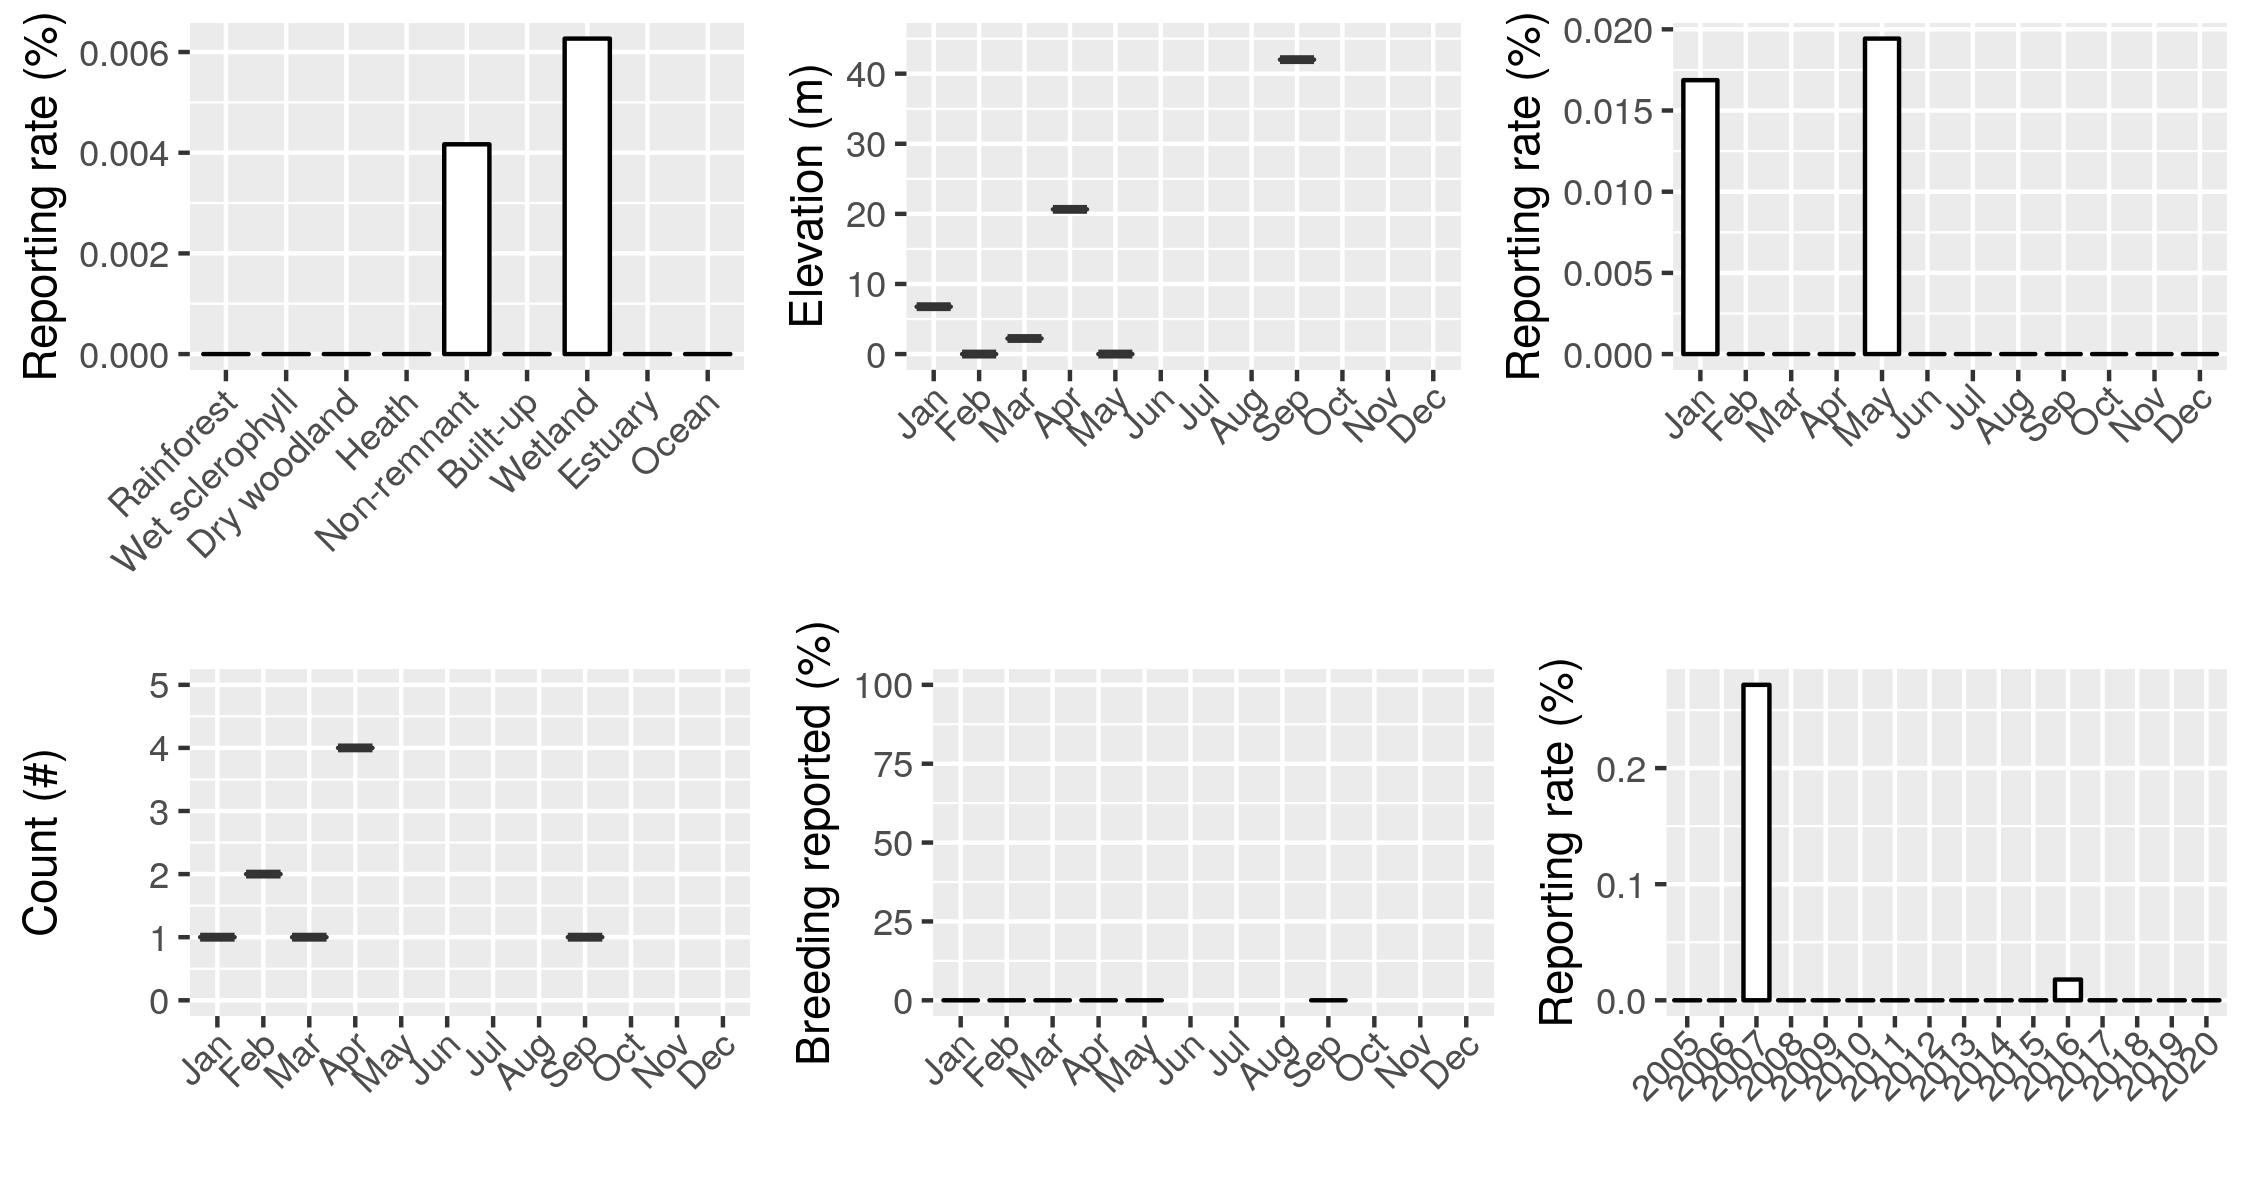 Reporting rate (%)
0.006
0.004
0.002
0.000
Rainforest
Wet sclerophyll
Dry woodland
Heath
Non-remnant
Built-up
Wetland
Estuary
Ocean
Elevation (m)
40
30
20
10
0
Jan
Feb
Mar
Apr
May
Jun
Jul
Aug
Sep
Oct
Nov
Dec
Reporting rate (%)
0.020
0.015
0.010
0.005
0.000
Jan
Feb
Mar
Apr
May
Jun
Jul
Aug
Sep
Oct
Nov
Dec
Count (#)
5
4
3
2
1
0
Jan
Feb
Mar
Apr
May
Jun
Jul
Aug
Sep
Oct
Nov
Dec
Breeding reported (%)
100
75
50
25
0
Jan
Feb
Mar
Apr
May
Jun
Jul
Aug
Sep
Oct
Nov
Dec
Reporting rate (%)
0.2
0.1
0.0
2005
2006
2007
2008
2009
2010
2011
2012
2013
2014
2015
2016
2017
2018
2019
2020